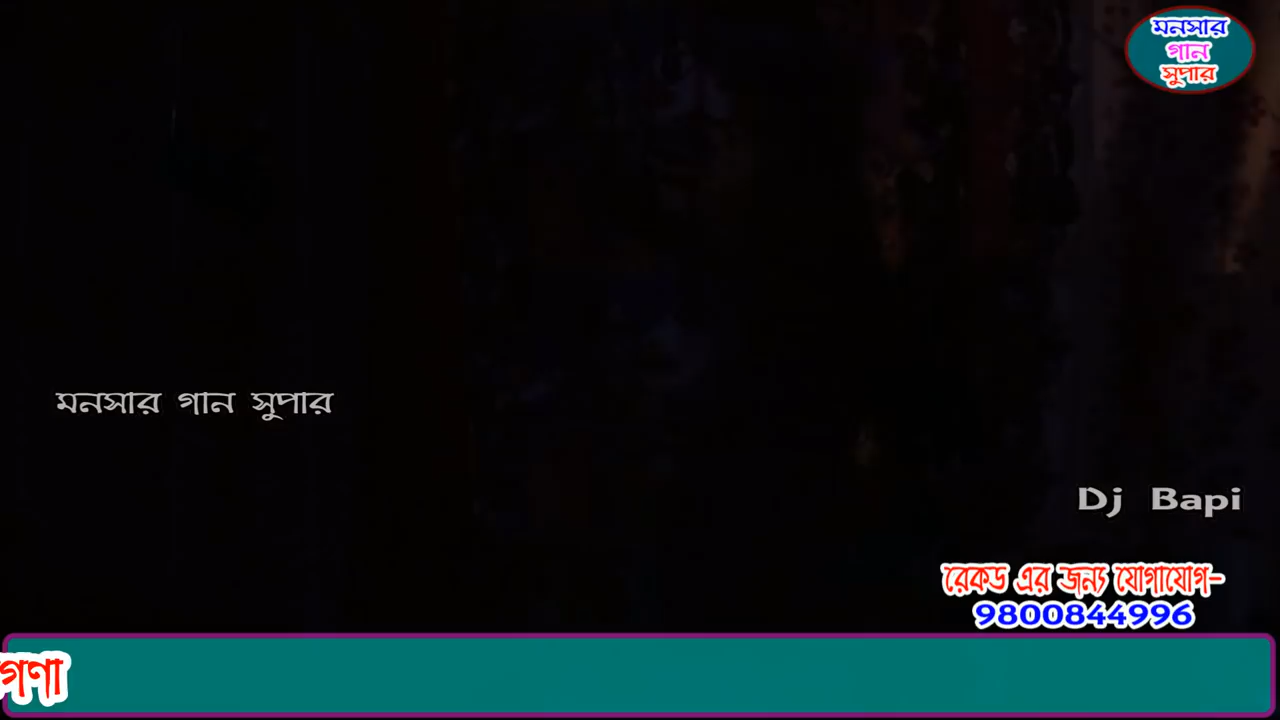 মনসার
গান
সুপার
মনসার গান সুপার
Dj Bapi
রেকড এর জন্য যোগাযোগ-
9800844996
গণা